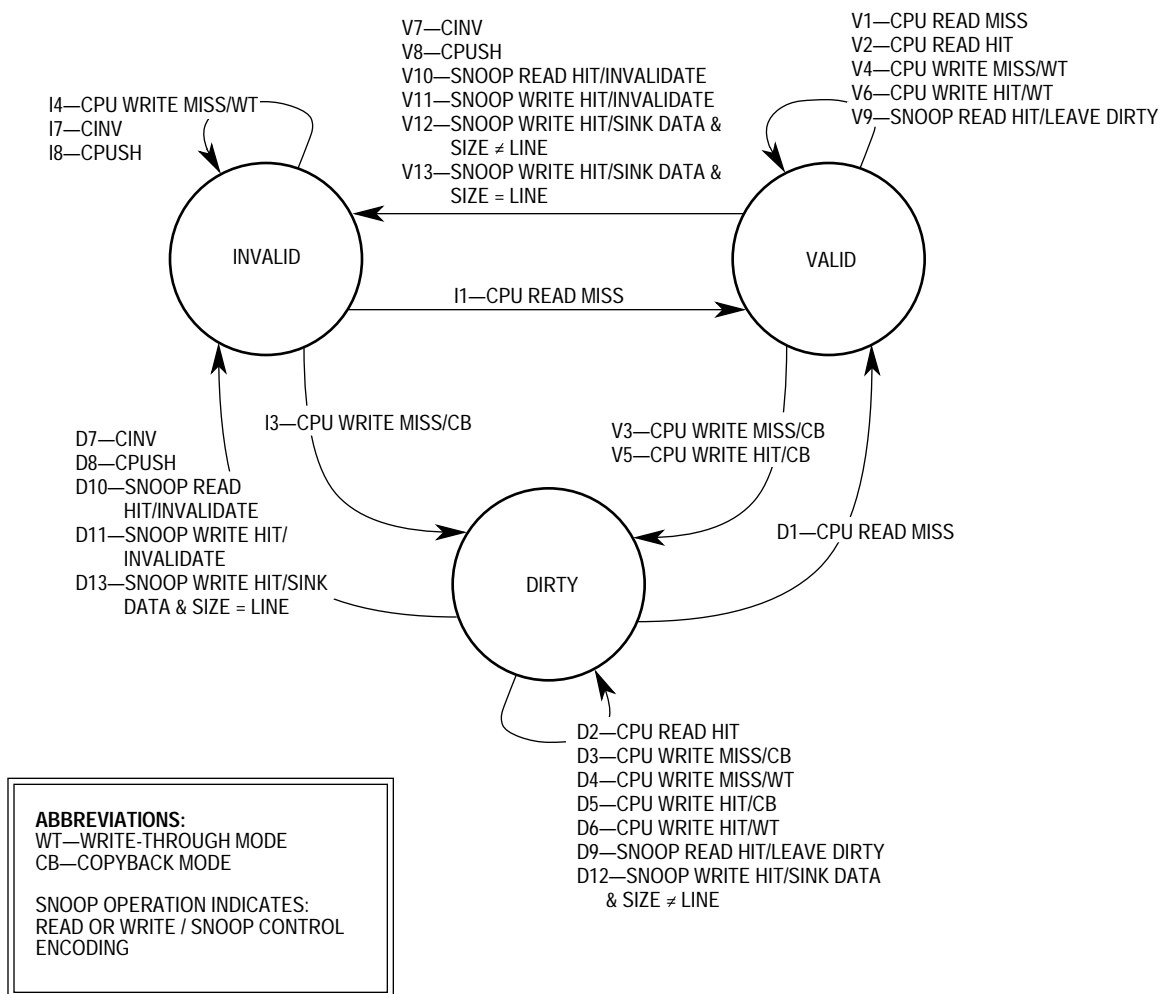 V7—CINV
V8—CPUSH
V10—SNOOP READ HIT/INVALIDATE
V11—SNOOP WRITE HIT/INVALIDATE
V12—SNOOP WRITE HIT/SINK DATA &
SIZE ≠ LINE
V13—SNOOP WRITE HIT/SINK DATA &
SIZE = LINE
V1—CPU READ MISS
V2—CPU READ HIT
V4—CPU WRITE MISS/WT
V6—CPU WRITE HIT/WT
V9—SNOOP READ HIT/LEAVE DIRTY
I4—CPU WRITE MISS/WT
I7—CINV
I8—CPUSH
INVALID
VALID
I1—CPU READ MISS
I3—CPU WRITE MISS/CB
V3—CPU WRITE MISS/CB
V5—CPU WRITE HIT/CB
D7—CINV
D8—CPUSH
D10—SNOOP READ
HIT/INVALIDATE
D11—SNOOP WRITE HIT/
INVALIDATE
D13—SNOOP WRITE HIT/SINK
DATA & SIZE = LINE
D1—CPU READ MISS
DIRTY
D2—CPU READ HIT
D3—CPU WRITE MISS/CB
D4—CPU WRITE MISS/WT
D5—CPU WRITE HIT/CB
D6—CPU WRITE HIT/WT
D9—SNOOP READ HIT/LEAVE DIRTY
D12—SNOOP WRITE HIT/SINK DATA
& SIZE ≠ LINE
ABBREVIATIONS:
WT—WRITE-THROUGH MODE
CB—COPYBACK MODE
SNOOP OPERATION INDICATES:
READ OR WRITE / SNOOP CONTROL
ENCODING